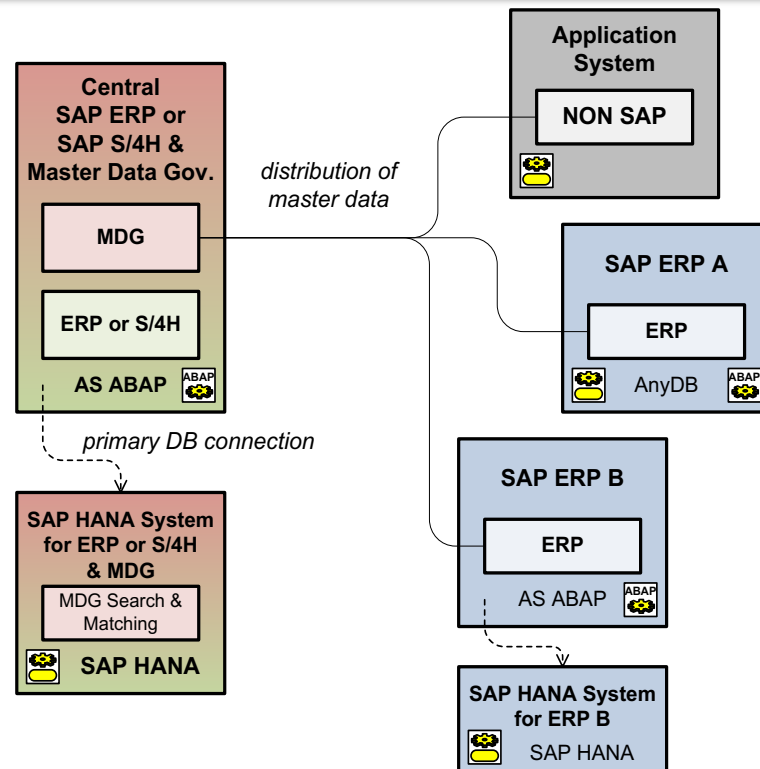 Central
SAP ERP or
SAP S/4H &
Master Data Gov.
MDG
ERP or S/4H
AS ABAP
ABAP
primary DB connection
SAP HANA System
for ERP or S/4H
& MDG
MDG Search &
Matching
SAP HANA
distribution of
master data
Application
System
NON SAP
SAP ERP A
ERP
AnyDB
ABAP
SAP ERP B
ERP
AS ABAP
ABAP
SAP HANA System
for ERP B
SAP HANA